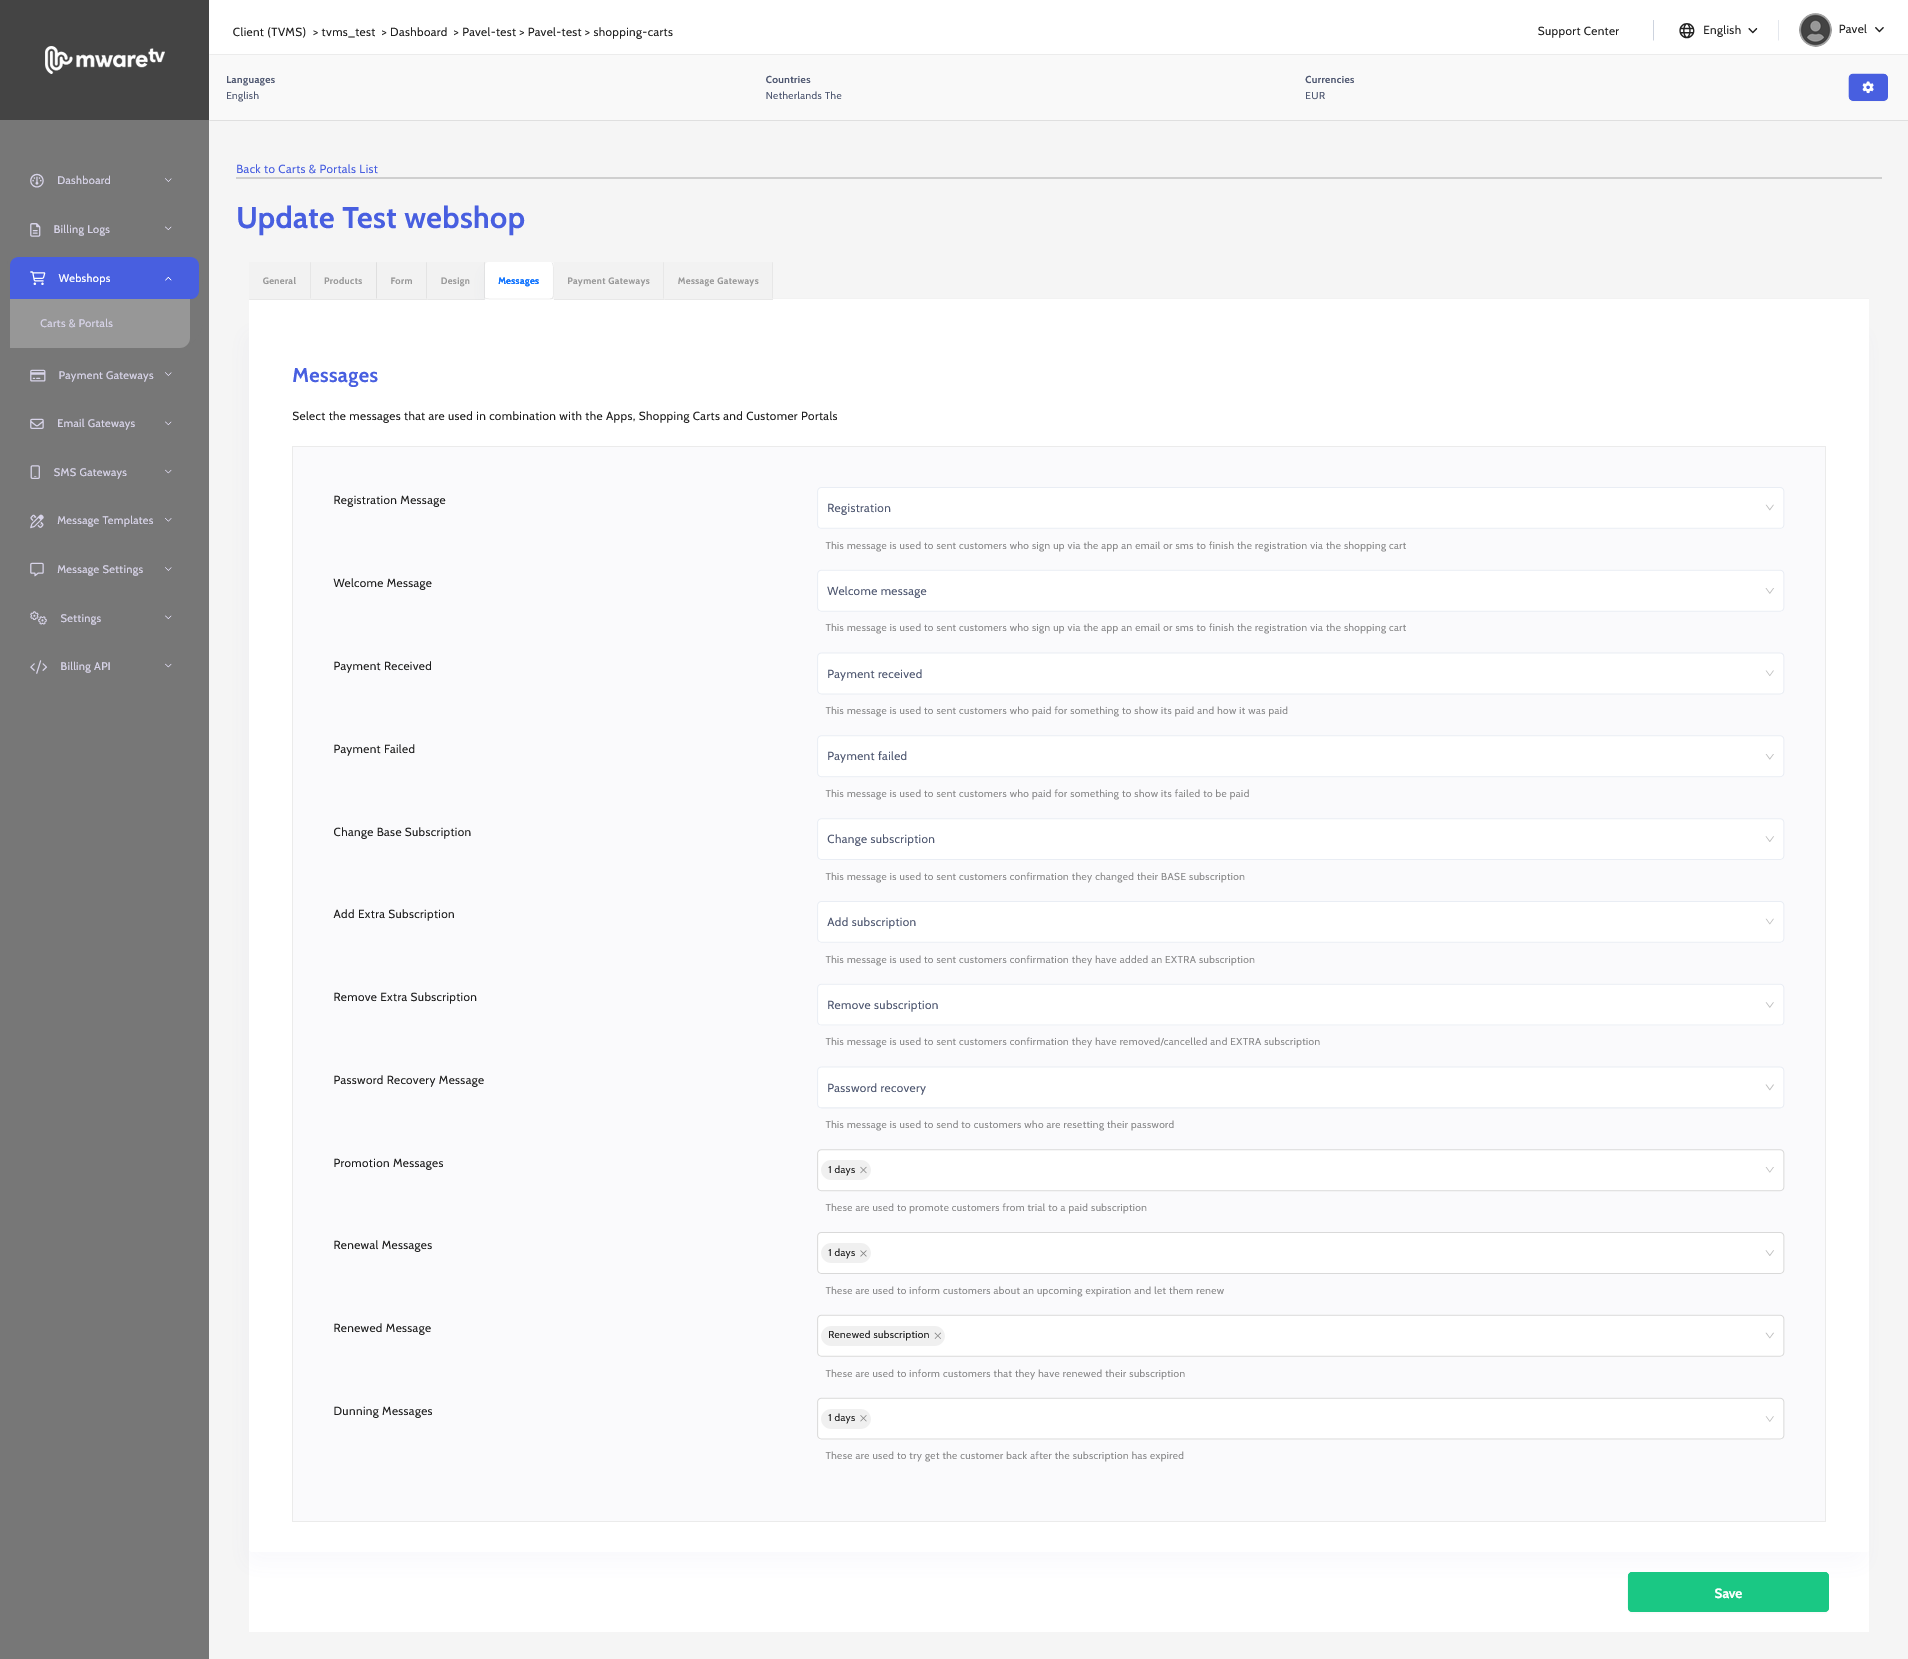 mwaretv
Client (TVMS) > tvms_test > Dashboard > Pavel-test > Pavel-test > shopping-carts
Support Center
English
Pavel
Languages
English
Countries
Netherlands The
Currencies
EUR
Dashboard
Billing Logs
Webshops
Carts & Portals
Payment Gateways
Email Gateways
SMS Gateways
Message Templates
Message Settings
Settings
Billing API
Back to Carts & Portals List
Update Test webshop
General
Products
Form
Design
Messages
Payment Gateways
Message Gateways
Messages
Select the messages that are used in combination with the Apps, Shopping Carts and Customer Portals
Registration Message
Registration
This message is used to sent customers who sign up via the app an email or sms to finish the registration via the shopping cart
Welcome Message
Welcome message
This message is used to sent customers who sign up via the app an email or sms to finish the registration via the shopping cart
Payment Received
Payment received
This message is used to sent customers who paid for something to show its paid and how it was paid
Payment Failed
Payment failed
This message is used to sent customers who paid for something to show its failed to be paid
Change Base Subscription
Change subscription
This message is used to sent customers confirmation they changed their BASE subscription
Add Extra Subscription
Add subscription
This message is used to sent customers confirmation they have added an EXTRA subscription
Remove Extra Subscription
Remove subscription
This message is used to sent customers confirmation they have removed/cancelled and EXTRA subscription
Password Recovery Message
Password recovery
This message is used to send to customers who are resetting their password
Promotion Messages
1 days
These are used to promote customers from trial to a paid subscription
Renewal Messages
1 days
These are used to inform customers about an upcoming expiration and let them renew
Renewed Message
Renewed subscription
These are used to inform customers that they have renewed their subscription
Dunning Messages
1 days
These are used to try get the customer back after the subscription has expired
Save